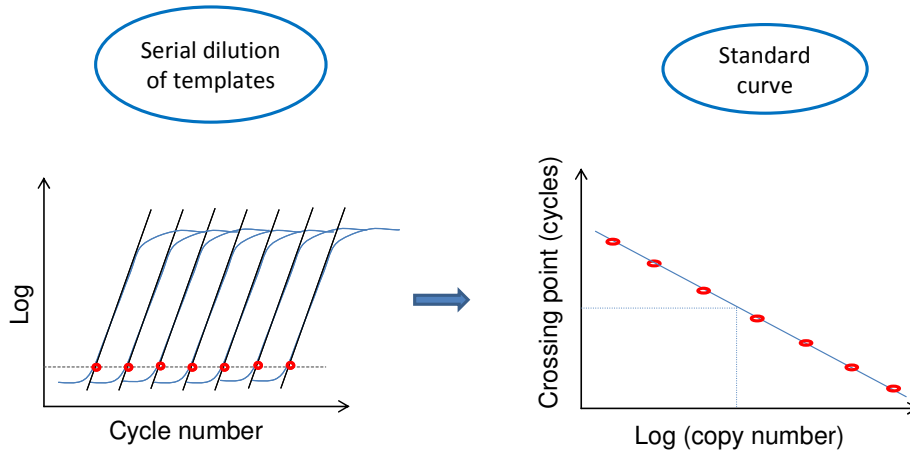 Serial dilution
of templates
Standard
curve
Log
Cycle number
Crossing point (cycles)
Log (copy number)